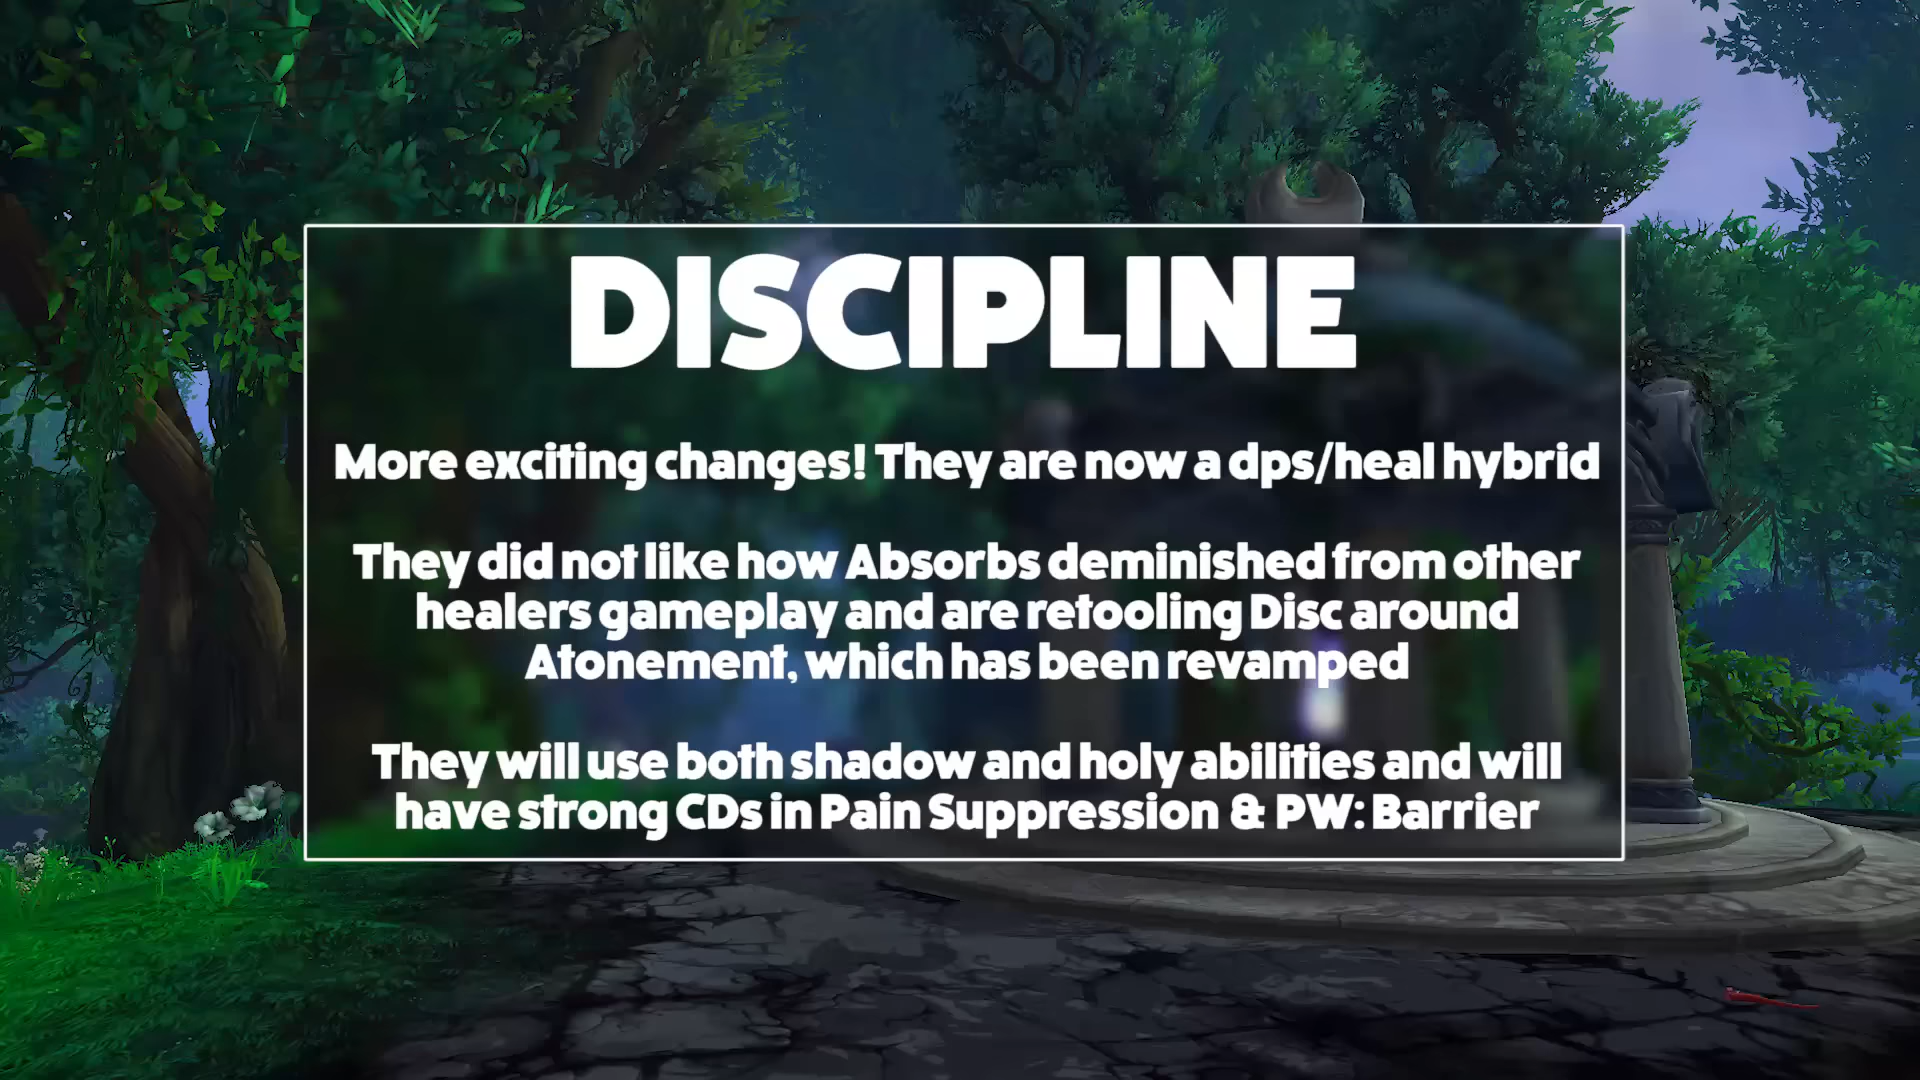 DISCIPLINE
More exciting changes! They are now a dps/heal hybrid
They did not like how Absorbs deminished from other
healers gameplay and are retooling Disc around
Atonement, which has been revamped
They will use both shadow and holy abilities and will
have strong CDs in Pain Suppression & PW: Barrier